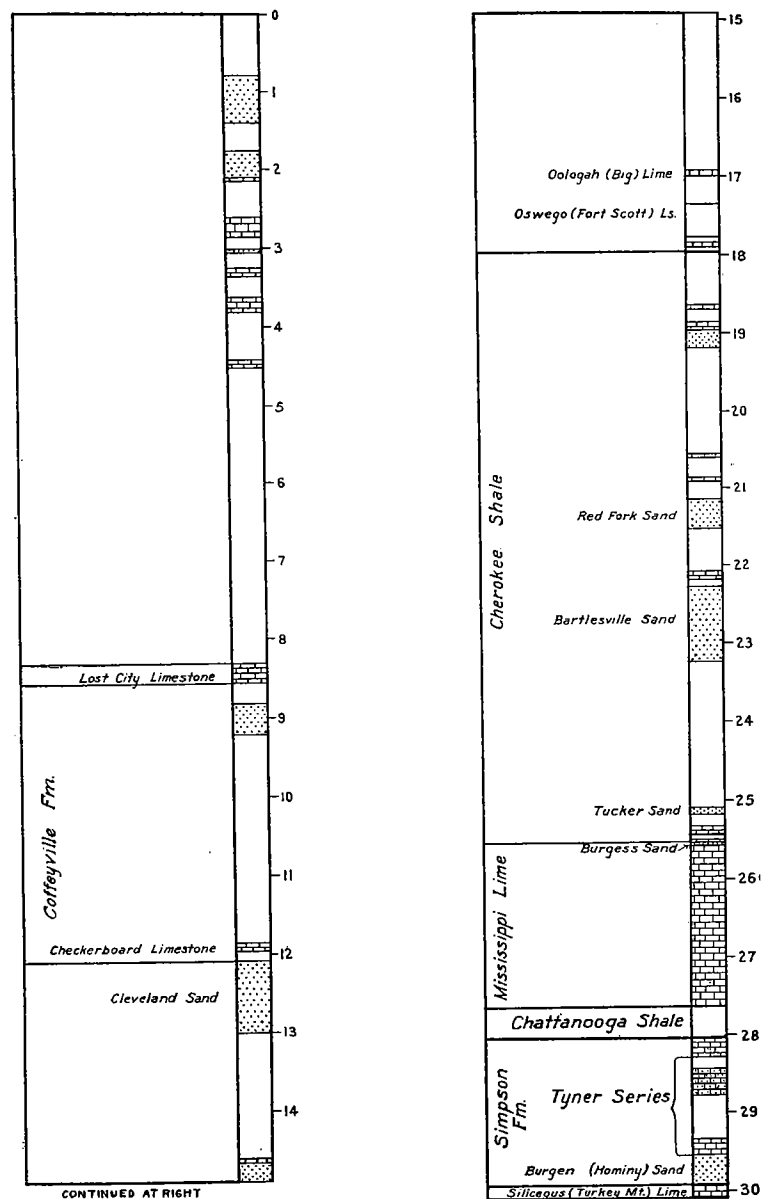 0
1
2
3
4
5
6
7
8
Lost City Limestone
9
Coffeyville Fm.
10
11
Checkerboard Limestone
12
Cleveland Sand
13
14
CONTINUED AT RIGHT
15
16
Oologah (Big) Lime
17
Oswego (Fort Scott) Ls.
18
19
20
Cherokee Shale
21
Red Fork Sand
22
Bartlesville Sand
23
24
Tucker Sand
25
Burgess Sand
26
Mississippi Lime
27
Chattanooga Shale
28
Simpson Fm.
Tyner Series
29
Burgen (Hominy) Sand
Siliceous (Turkey Mt.) Lime
30